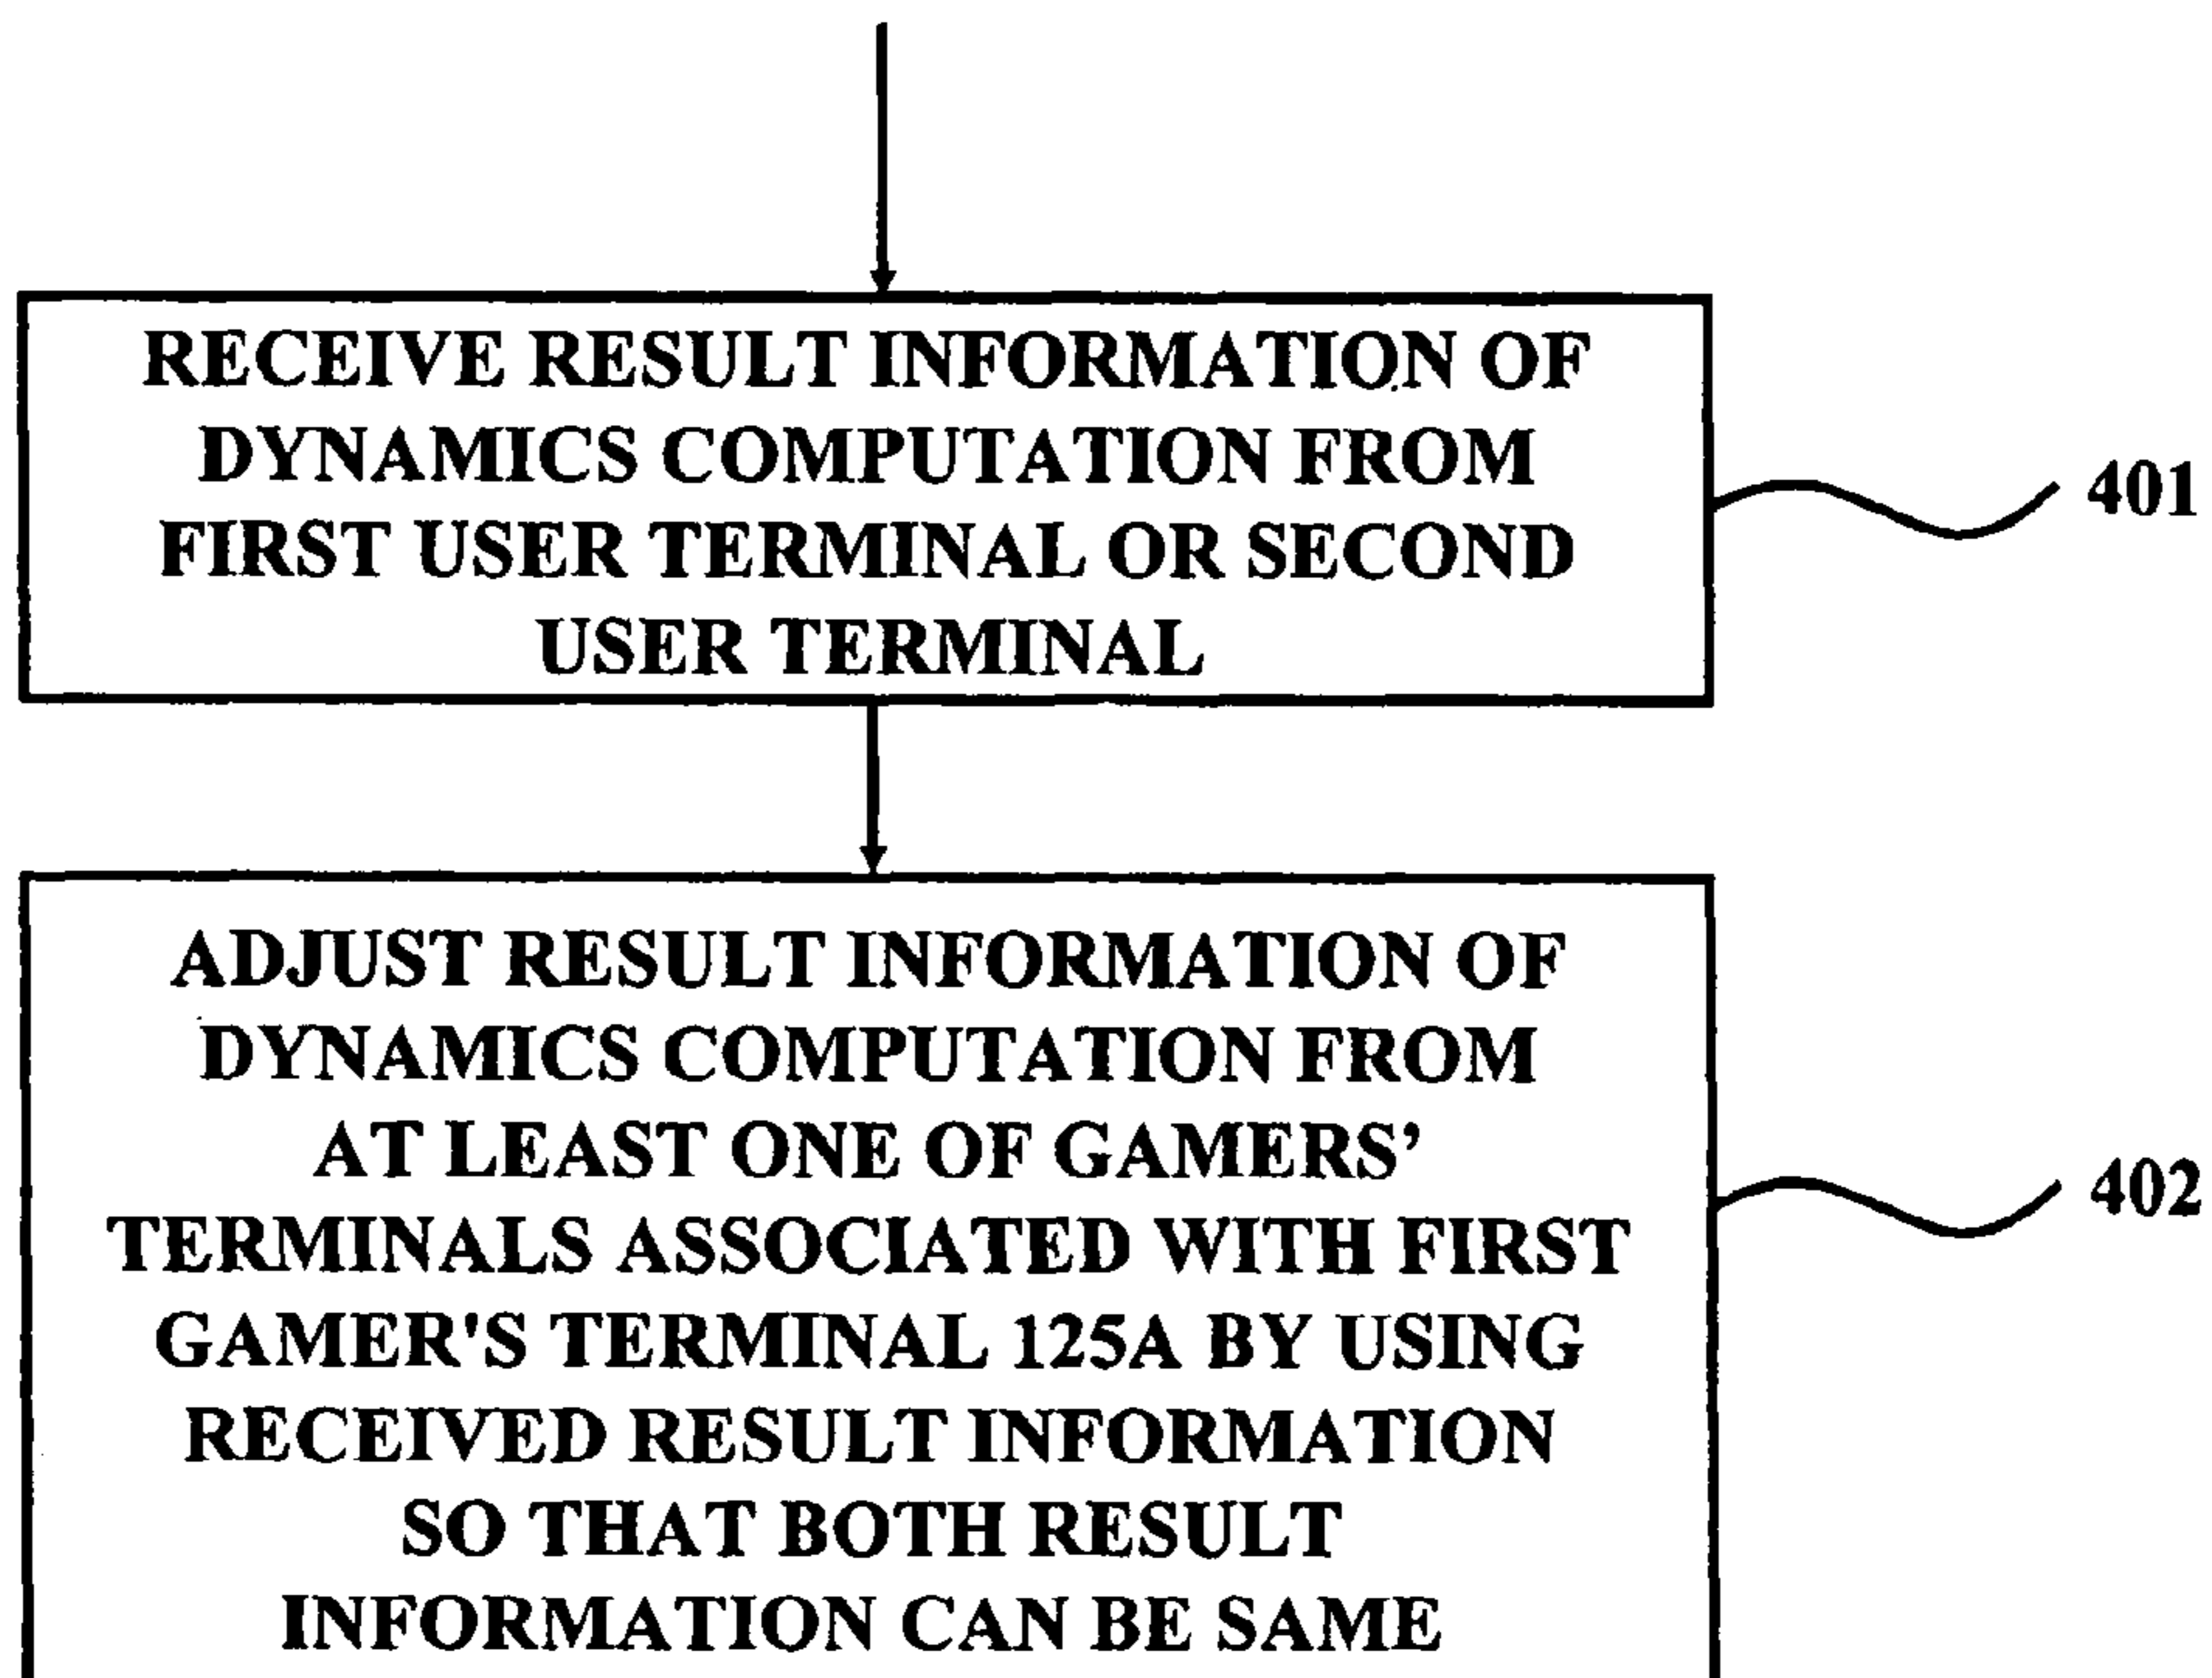 RECEIVE RESULT INFORMATION OF
DYNAMICS COMPUTATION FROM
FIRST USER TERMINAL OR SECOND
USER TERMINAL
401
ADJUST RESULT INFORMATION OF
DYNAMICS COMPUTATION FROM
AT LEAST ONE OF GAMERS’
TERMINALS ASSOCIATED WITH FIRST
GAMER'S TERMINAL 125A BY USING
RECEIVED RESULT INFORMATION
SO THAT BOTH RESULT
INFORMATION CAN BE SAME
402